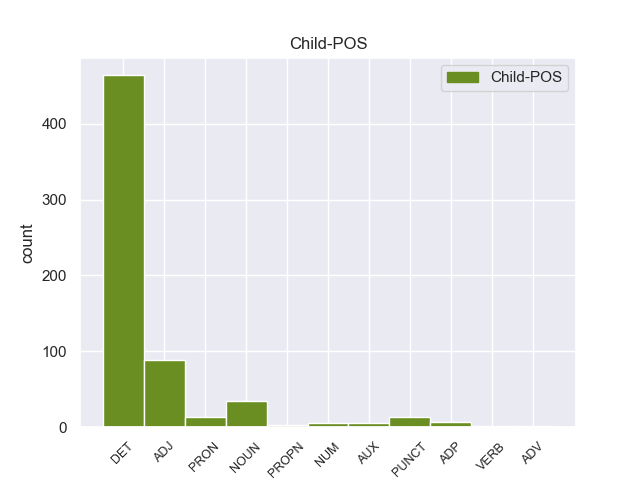 Child-POS
Child-POS
count
400
300
200
100
0
DET
ADJ
PRON
NOUN
PROPN
NUM
AUX
PUNCT
ADP
VERB
ADV